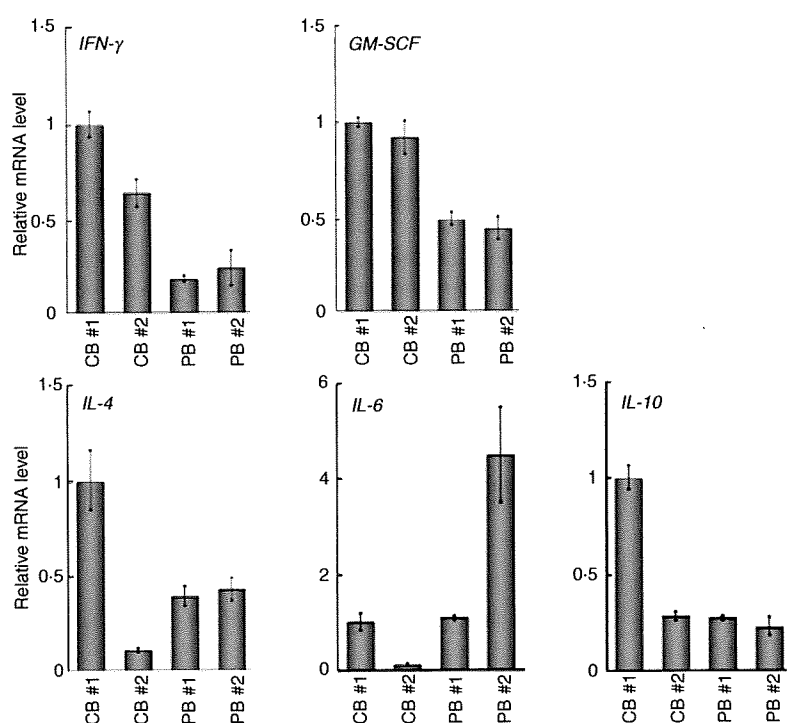 IFN-γ
1·5
1
0·5
0
Relative mRNA level
CB #1
CB #2
PB #1
PB #2
GM-SCF
1·5
1
0·5
0
CB #1
CB #2
PB #1
PB #2
IL-4
1·5
1
0·5
0
Relative mRNA level
CB #1
CB #2
PB #1
PB #2
IL-6
6
4
2
0
CB #1
CB #2
PB #1
PB #2
IL-10
1·5
1
0·5
0
CB #1
CB #2
PB #1
PB #2